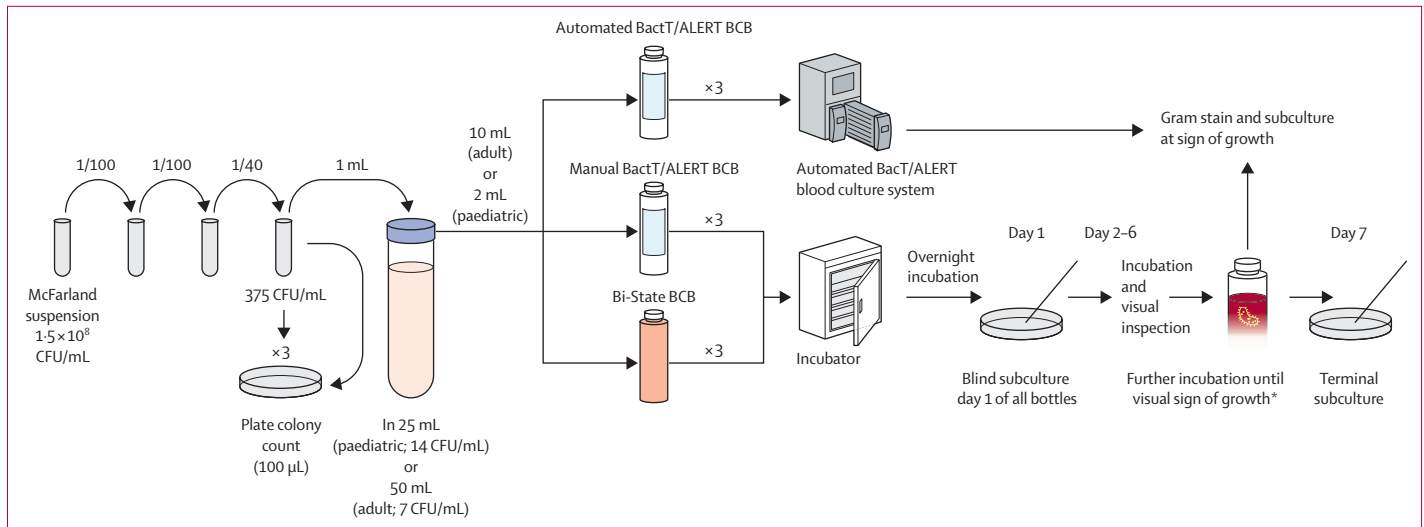 Automated BactT/ALERT BCB
×3
Automated BacT/ALERT
blood culture system
Gram stain and subculture
at sign of growth
1/100
1/100
1/40
1 mL
10 mL
(adult)
or
2 mL
(paediatric)
Manual BactT/ALERT BCB
×3
McFarland
suspension
1·5×10⁸
CFU/mL
375 CFU/mL
×3
Plate colony
count
(100 μL)
In 25 mL
(paediatric; 14 CFU/mL)
or
50 mL
(adult; 7 CFU/mL)
Bi-State BCB
×3
Incubator
Overnight
incubation
Day 1
Blind subculture
day 1 of all bottles
Day 2–6
Incubation
and
visual
inspection
Further incubation until
visual sign of growth*
Day 7
Terminal
subculture